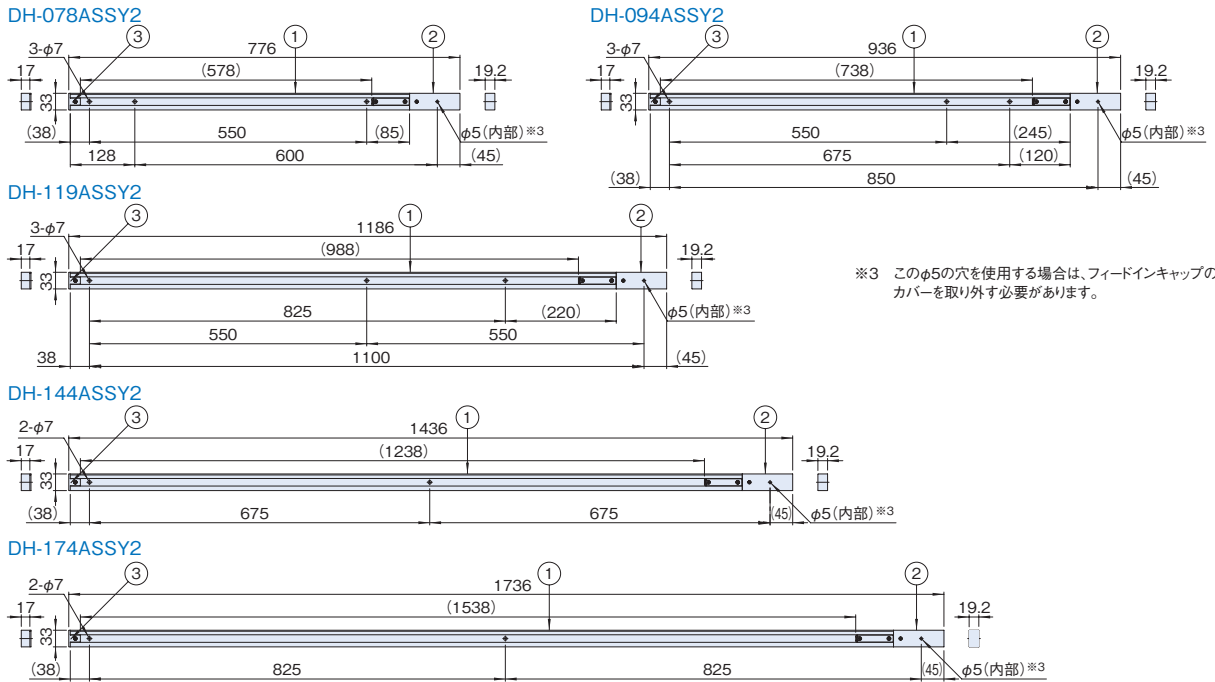 DH-078ASSY2
③ ① ②
3-φ7 776
17 (578) 19.2
33
(38) 550 (85) φ5(内部)※3
128 600 (45)
DH-094ASSY2
③ ① ②
3-φ7 936
17 (738) 19.2
33
550 (245) φ5(内部)※3
675 (120)
(38) 850 (45)
DH-119ASSY2
③ ① ②
3-φ7 1186
17 (988) 19.2
33
825 (220) φ5(内部)※3
550 550
38 1100 (45)
※3 このφ5の穴を使用する場合は、フィードインキャップの
カバーを取り外す必要があります。
DH-144ASSY2
③ ① ②
2-φ7 1436
17 (1238) 19.2
33
(38) 675 675 (45) φ5(内部)※3
DH-174ASSY2
③ ① ②
2-φ7 1736
17 (1538) 19.2
33
(38) 825 825 (45) φ5(内部)※3